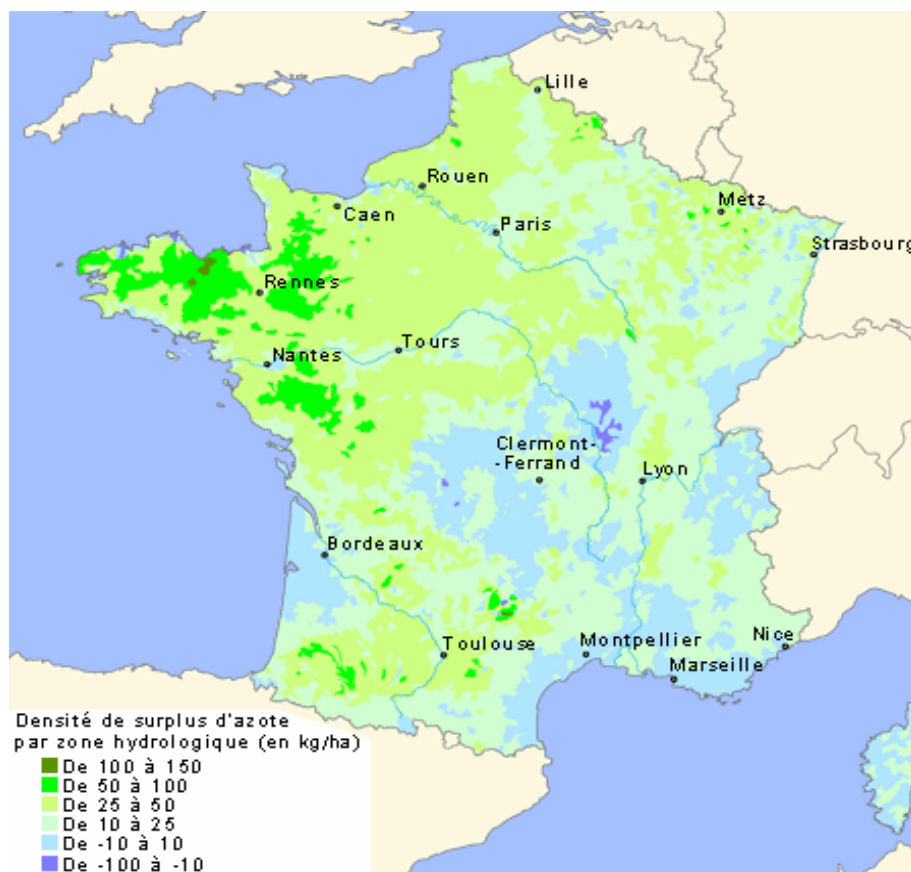 Lille
Rouen
Metz
Caen
Paris
Strasbourg
Rennes
Tours
Nantes
Clermont-
-Ferrand
Lyon
Bordeaux
Toulouse
Montpellier
Nice
Marseille
Densité de surplus d'azote
par zone hydrologique (en kg/ha)
De 100 à 150
De 50 à 100
De 25 à 50
De 10 à 25
De -10 à 10
De -100 à -10